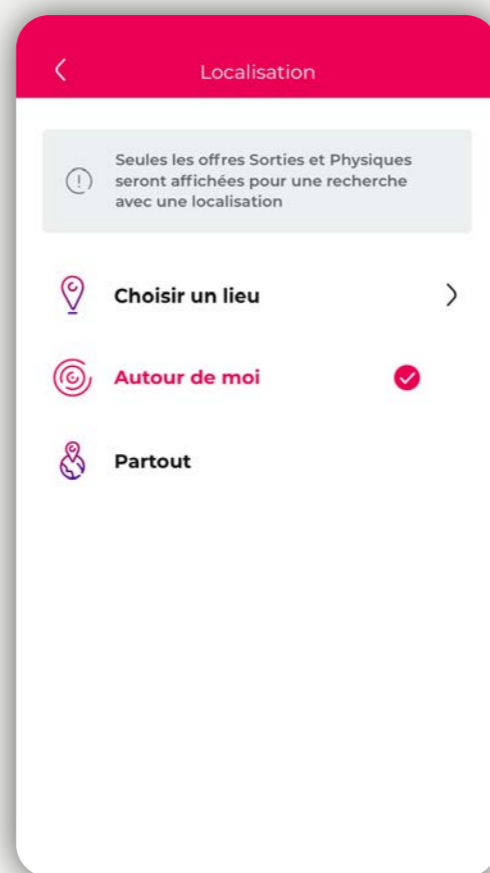 Localisation
Seules les offres Sorties et Physiques
seront affichées pour une recherche
avec une localisation
Choisir un lieu
Autour de moi
Partout